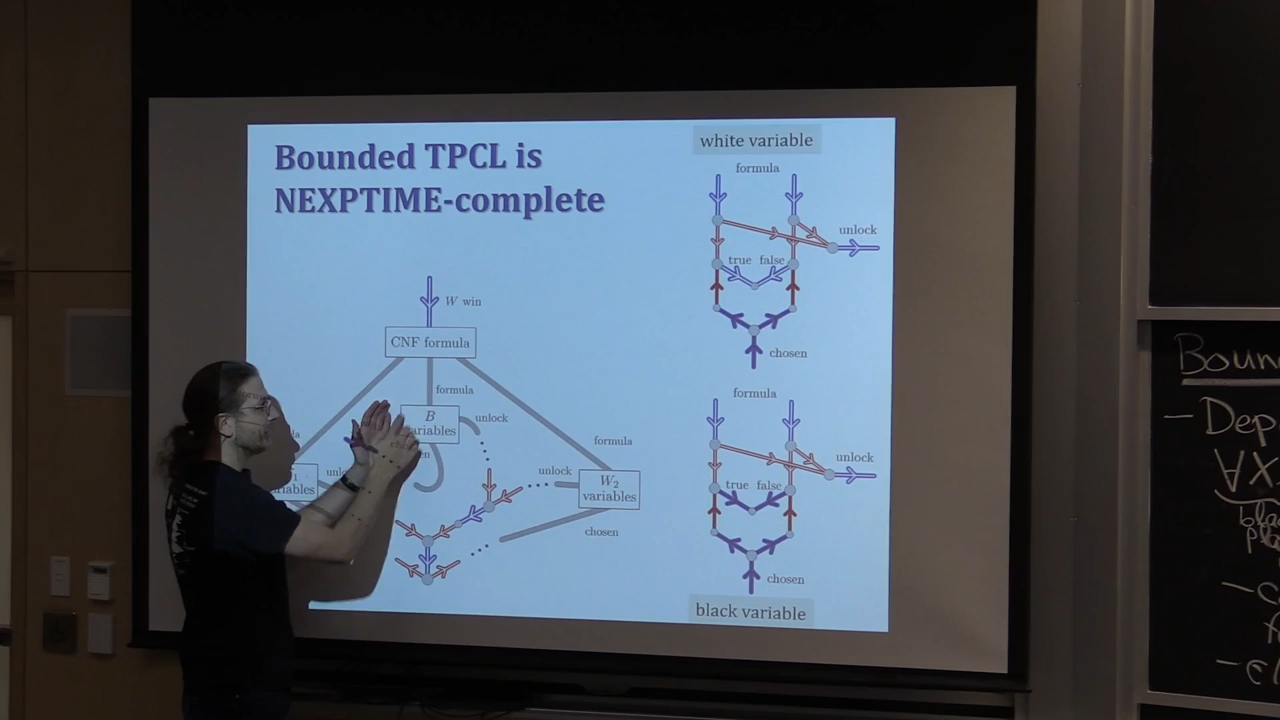 Bounded TPCL is
NEXPTIME-complete
W win
CNF formula
formula
B
unlock
formula
unlock
W2
variables
chosen
white variable
formula
unlock
true false
chosen
formula
unlock
true false
chosen
black variable
Boun
- Dep
∀X